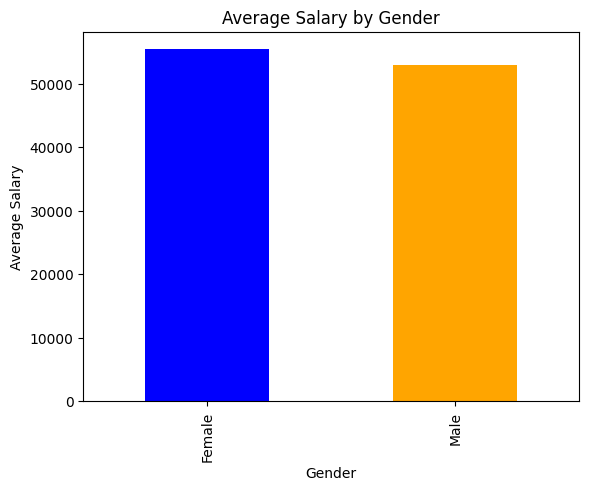 Average Salary by Gender
Average Salary
50000
40000
30000
20000
10000
0
Female
Male
Gender